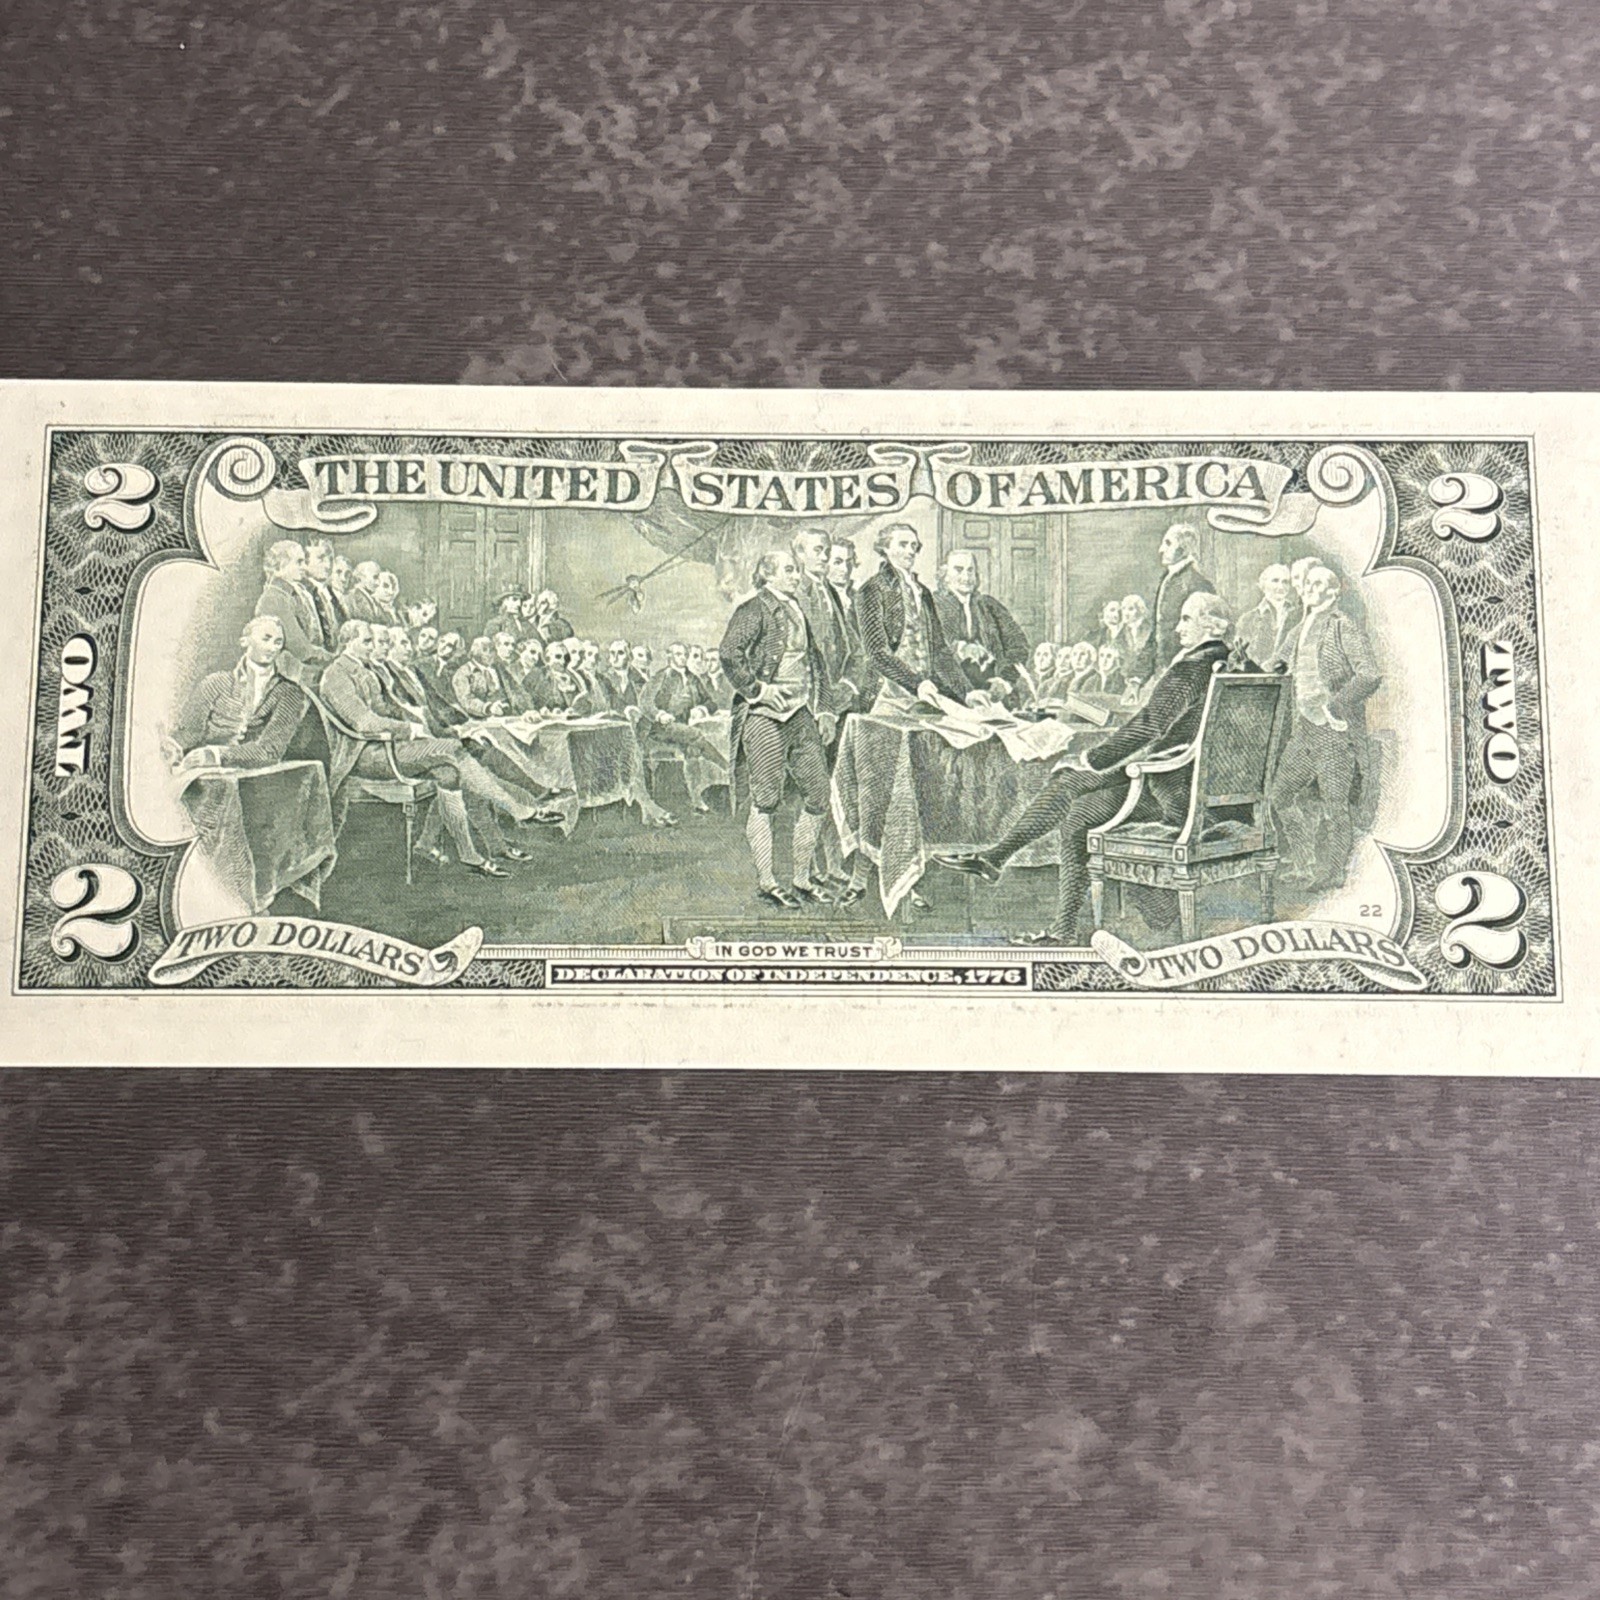 2 THE UNITED STATES OF AMERICA 2
TWO
TWO
2 TWO DOLLARS
IN GOD WE TRUST
DECLARATION OF INDEPENDENCE, 1776
22
TWO DOLLARS 2